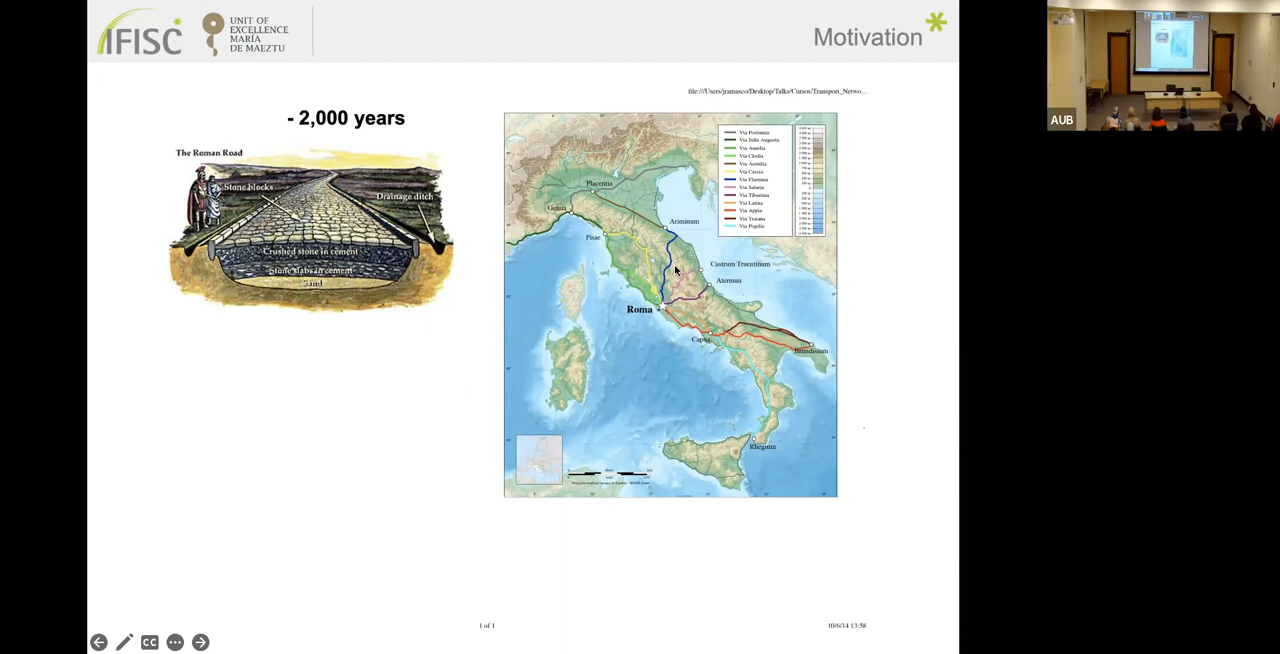 IFISC
UNIT OF
EXCELLENCE
MARÍA
DE MAEZTU
Motivation
AUB
file:///Users/jramasco/Desktop/Talks/Cursos/Transport_Netwo...
- 2,000 years
The Roman Road
Stone blocks
Drainage ditch
Crushed stone in cement
Stone slabs in cement
Sand
Via Postumia
Via Julia Augusta
Via Aurelia
Via Clodia
Via Aemilia
Via Cassia
Via Flaminia
Via Salaria
Via Tiburtina
Via Latina
Via Appia
Via Traiana
Via Popilia
Placentia
Genua
Ariminum
Pisae
Castrum Truentinum
Aternum
Roma
Capua
Brundisium
Rhegium
1 of 1
10/6/14 13:58
CC